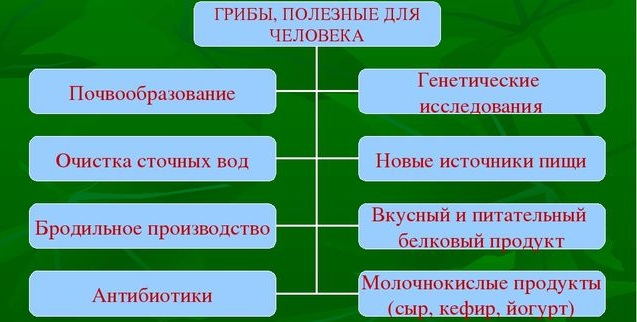 ГРИБЫ, ПОЛЕЗНЫЕ ДЛЯ
ЧЕЛОВЕКА
Почвообразование
Генетические
исследования
Очистка сточных вод
Новые источники пищи
Бродильное производство
Вкусный и питательный
белковый продукт
Антибиотики
Молочнокислые продукты
(сыр, кефир, йогурт)